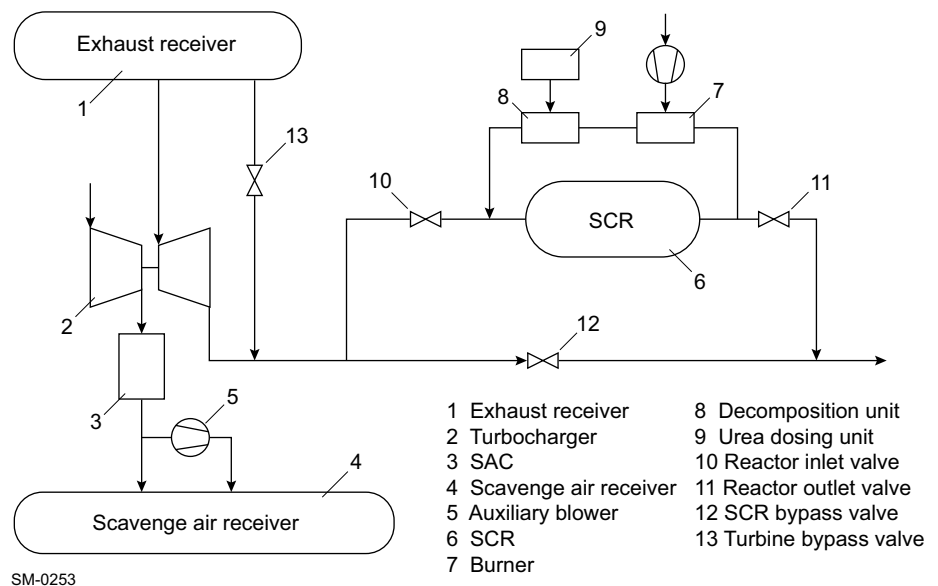 Exhaust receiver
1
9
8
7
13
10
11
SCR
6
2
12
3
5
4
Scavenge air receiver
1 Exhaust receiver
2 Turbocharger
3 SAC
4 Scavenge air receiver
5 Auxiliary blower
6 SCR
7 Burner
8 Decomposition unit
9 Urea dosing unit
10 Reactor inlet valve
11 Reactor outlet valve
12 SCR bypass valve
13 Turbine bypass valve
SM-0253